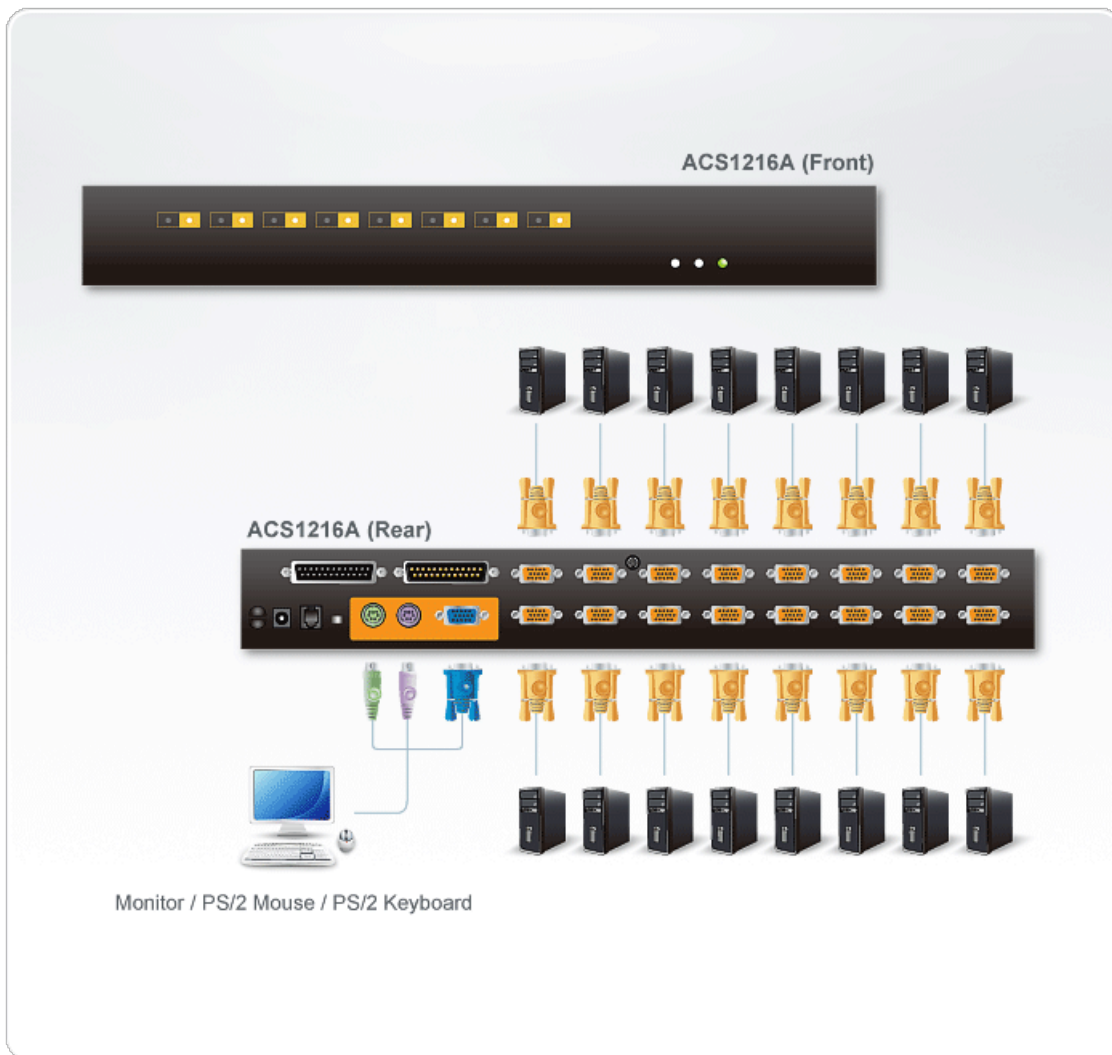 ACS1216A (Front)
ACS1216A (Rear)
Monitor / PS/2 Mouse / PS/2 Keyboard